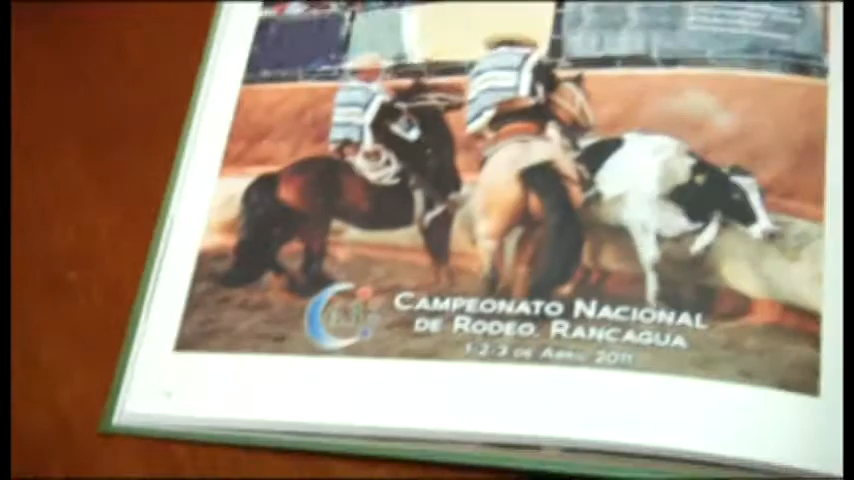 CAMPEONATO NACIONAL
DE RODEO. RANCAGUA
1-2-3 DE ABRIL 2011